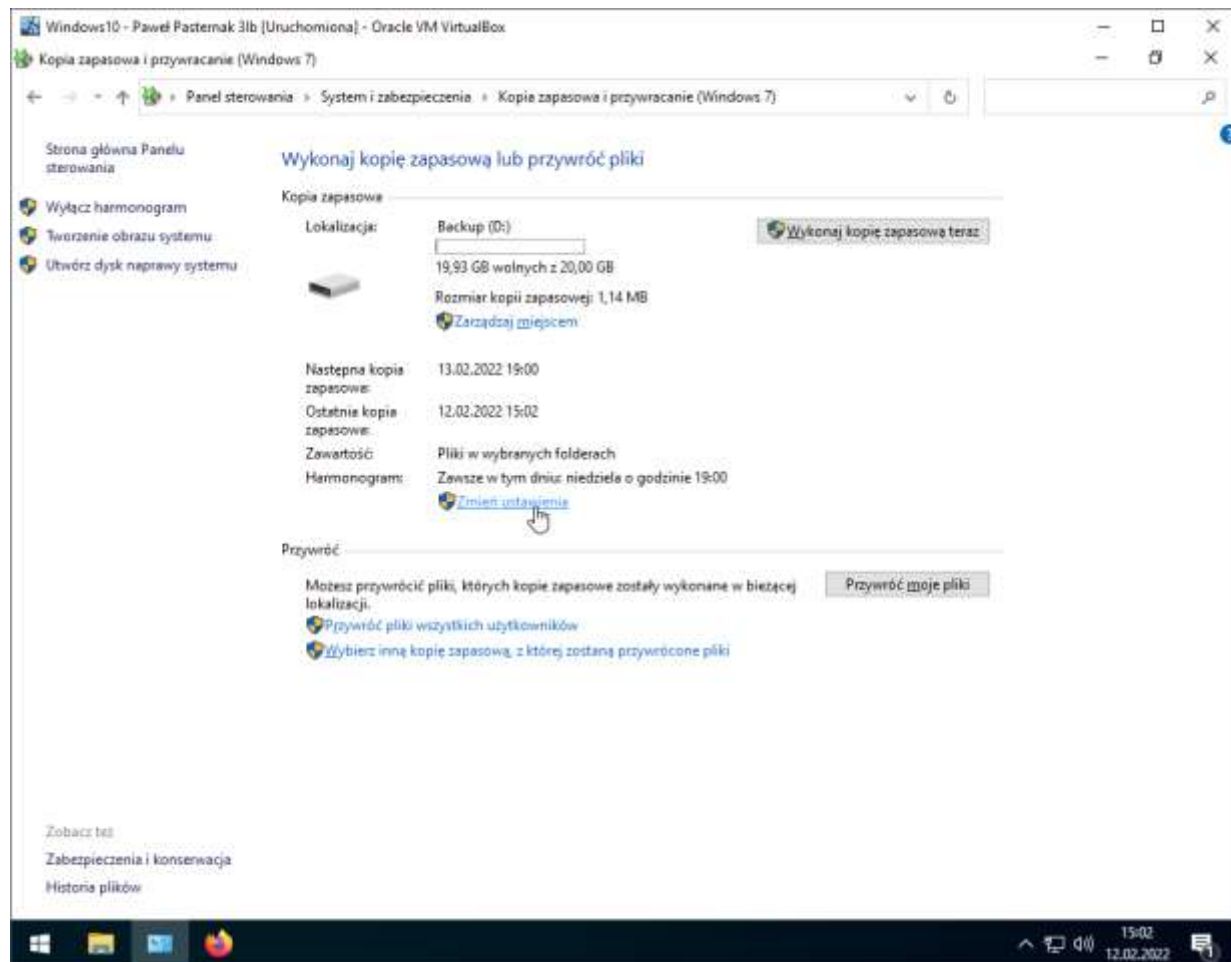 Windows10 - Paweł Pasternak 3lb [Uruchomiona] - Oracle VM VirtualBox
Kopia zapasowa i przywracanie (Windows 7)
Panel sterowania › System i zabezpieczenia › Kopia zapasowa i przywracanie (Windows 7)
Strona główna Panelu
sterowania
Wyłącz harmonogram
Tworzenie obrazu systemu
Utwórz dysk naprawy systemu
Wykonaj kopię zapasową lub przywróć pliki
Kopia zapasowa
Lokalizacja:
Backup (D:)
Wykonaj kopię zapasową teraz
19,93 GB wolnych z 20,00 GB
Rozmiar kopii zapasowej: 1,14 MB
Zarządzaj miejscem
Następna kopia
zapasowa:
13.02.2022 19:00
Ostatnia kopia
zapasowa:
12.02.2022 15:02
Zawartość:
Pliki w wybranych folderach
Harmonogram:
Zawsze w tym dniu: niedziela o godzinie 19:00
Zmień ustawienia
Przywróć
Możesz przywrócić pliki, których kopie zapasowe zostały wykonane w bieżącej
lokalizacji.
Przywróć moje pliki
Przywróć pliki wszystkich użytkowników
Wybierz inną kopię zapasową, z której zostaną przywrócone pliki
Zobacz też
Zabezpieczenia i konserwacja
Historia plików
15:02
12.02.2022
1